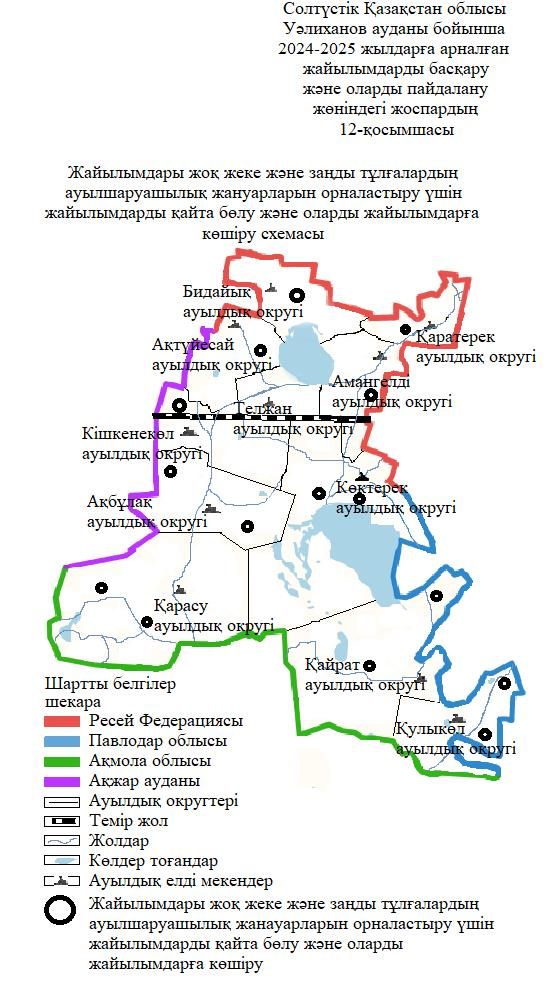 Солтүстік Қазақстан облысы
Уәлиханов ауданы бойынша
2024-2025 жылдарға арналған
жайылымдарды басқару
және оларды пайдалану
жөніндегі жоспардың
12-қосымшасы
Жайылымдары жоқ жеке және заңды тұлғалардың
ауылшаруашылық жануарларын орналастыру үшін
жайылымдарды қайта бөлу және оларды жайылымдарға
көшіру схемасы
Бидайық
ауылдық округі
Қаратерек
ауылдық округі
Ақтүйесай
ауылдық округі
Амангелді
ауылдық округі
Телжан
ауылдық округі
Кішкенекөл
ауылдық округі
Көктерек
ауылдық округі
Ақбұлақ
ауылдық округі
Қарасу
ауылдық округі
Қайрат
ауылдық округі
Құлыкөл
ауылдық округі
Шартты белгілер
шекара
Ресей Федерациясы
Павлодар облысы
Ақмола облысы
Ақжар ауданы
Ауылдық округтері
Темір жол
Жолдар
Көлдер тоғандар
Ауылдық елді мекендер
Жайылымдары жоқ жеке және заңды тұлғалардың
ауылшаруашылық жанауарларын орналастыру үшін
жайылымдарды қайта бөлу және оларды
жайылымдарға көшіру